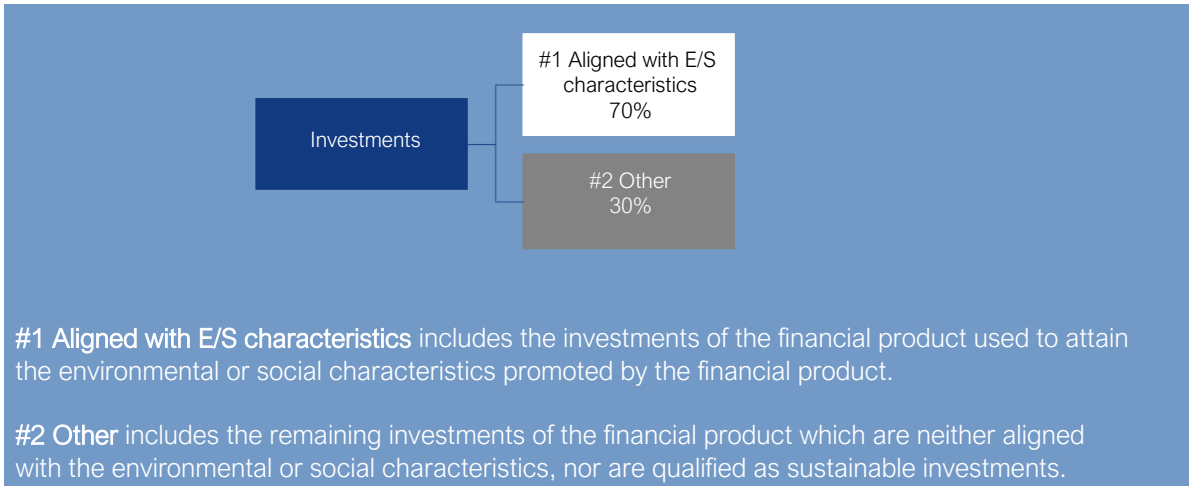 #1 Aligned with E/S
characteristics
70%
Investments
#2 Other
30%
#1 Aligned with E/S characteristics includes the investments of the financial product used to attain
the environmental or social characteristics promoted by the financial product.
#2 Other includes the remaining investments of the financial product which are neither aligned
with the environmental or social characteristics, nor are qualified as sustainable investments.